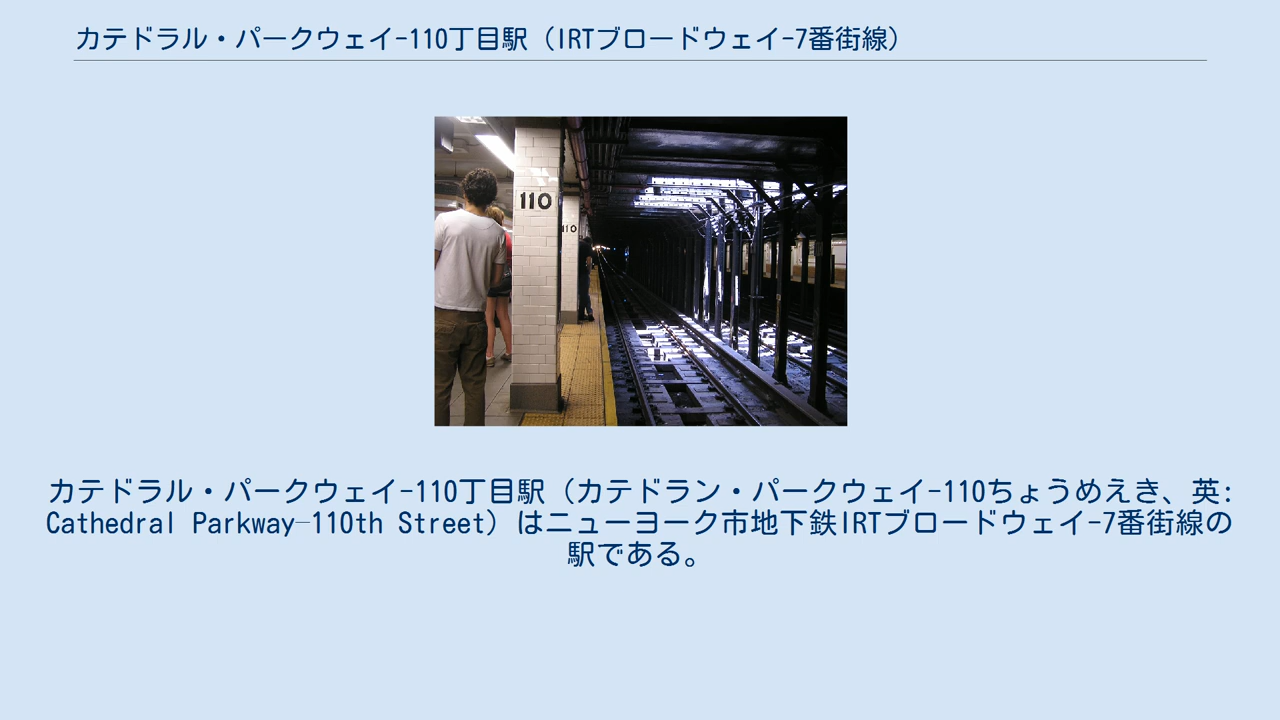 カテドラル・パークウェイ-110丁目駅（IRTブロードウェイ-7番街線）
110
110
カテドラル・パークウェイ-110丁目駅（カテドラン・パークウェイ-110ちょうめえき、英:
Cathedral Parkway–110th Street）はニューヨーク市地下鉄IRTブロードウェイ-7番街線の
駅である。